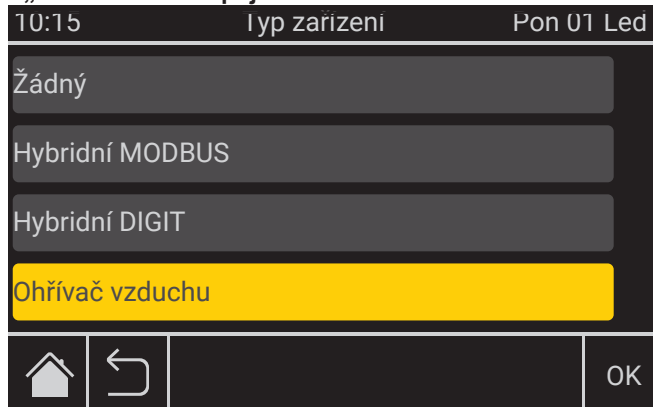 10:15 Typ zařízení Pon 01 Led
Žádný
Hybridní MODBUS
Hybridní DIGIT
Ohřívač vzduchu
OK